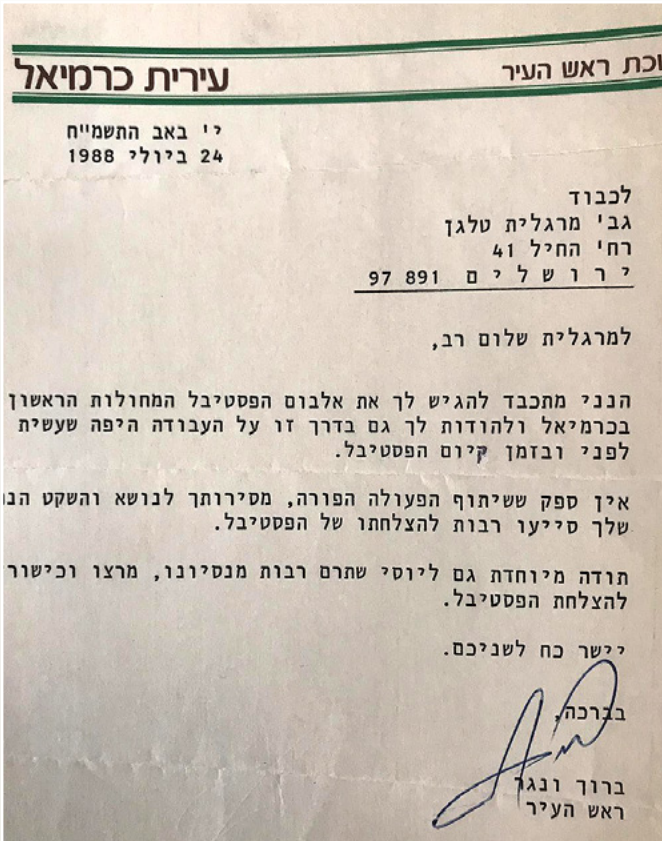 ראש העיר
עירית כרמיאל
י' באב התשמ"ח
24 ביולי 1988
לכבוד
גב' מרגלית טלגן
רח' החיל 41
ירושלים 97 891
למרגלית שלום רב,
הנני מתכבד להגיש לך את אלבום הפסטיבל המחולות הראשון
בכרמיאל ולהודות לך גם בדרך זו על העבודה היפה שעשית
לפני ובזמן קיום הפסטיבל.
אין ספק ששיתוף הפעולה הפורה, מסירותך לנושא והשקט
שלך סייעו רבות להצלחתו של הפסטיבל.
תודה מיוחדת גם ליוסי שתרם רבות מנסיונו, מרצו וכישור
להצלחת הפסטיבל.
יישר כח לשניכם.
בברכה,
ברוך ונגר
ראש העיר